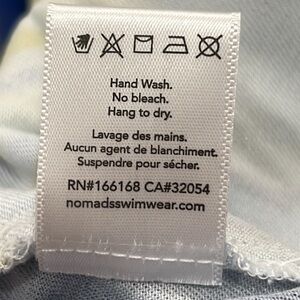 Hand Wash.
No bleach.
Hang to dry.
Lavage des mains.
Aucun agent de blanchiment.
Suspendre pour sécher.
RN#166168 CA#32054
nomadsswimwear.com